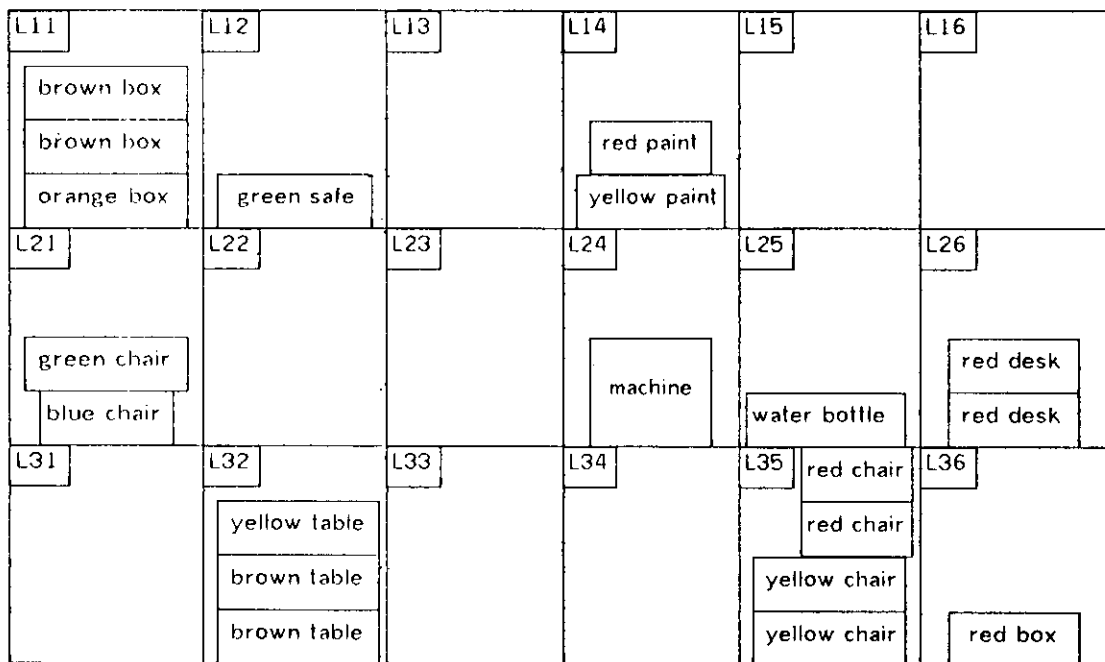 L11
brown box
brown box
orange box
L12
green safe
L13
L14
red paint
yellow paint
L15
L16
L21
green chair
blue chair
L22
L23
L24
machine
L25
water bottle
L26
red desk
red desk
L31
L32
yellow table
brown table
brown table
L33
L34
L35
red chair
red chair
yellow chair
yellow chair
L36
red box